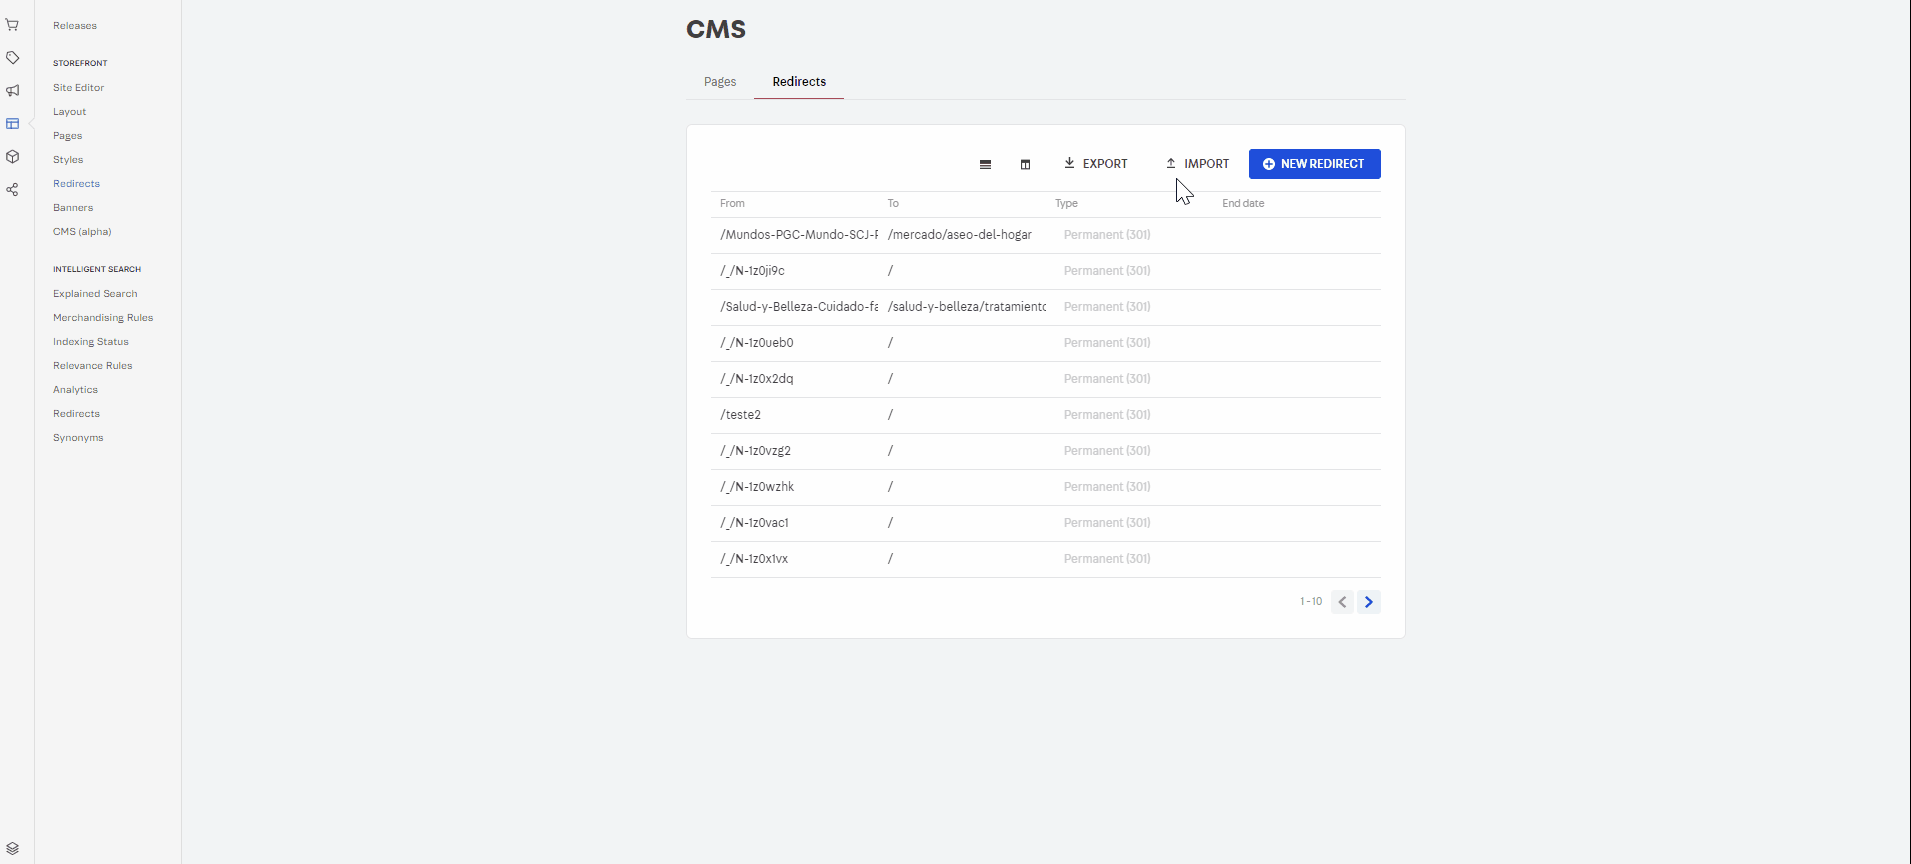 Releases
STOREFRONT
Site Editor
Layout
Pages
Styles
Redirects
Banners
CMS (alpha)
INTELLIGENT SEARCH
Explained Search
Merchandising Rules
Indexing Status
Relevance Rules
Analytics
Redirects
Synonyms
CMS
Pages Redirects
EXPORT IMPORT NEW REDIRECT
From To Type End date
/Mundos-PGC-Mundo-SCJ-F /mercado/aseo-del-hogar Permanent (301)
/_/N-1z0ji9c / Permanent (301)
/Salud-y-Belleza-Cuidado-fa /salud-y-belleza/tratamiento Permanent (301)
/_/N-1z0ueb0 / Permanent (301)
/_/N-1z0x2dq / Permanent (301)
/teste2 / Permanent (301)
/_/N-1z0vzg2 / Permanent (301)
/_/N-1z0wzhk / Permanent (301)
/_/N-1z0vac1 / Permanent (301)
/_/N-1z0x1vx / Permanent (301)
1 - 10